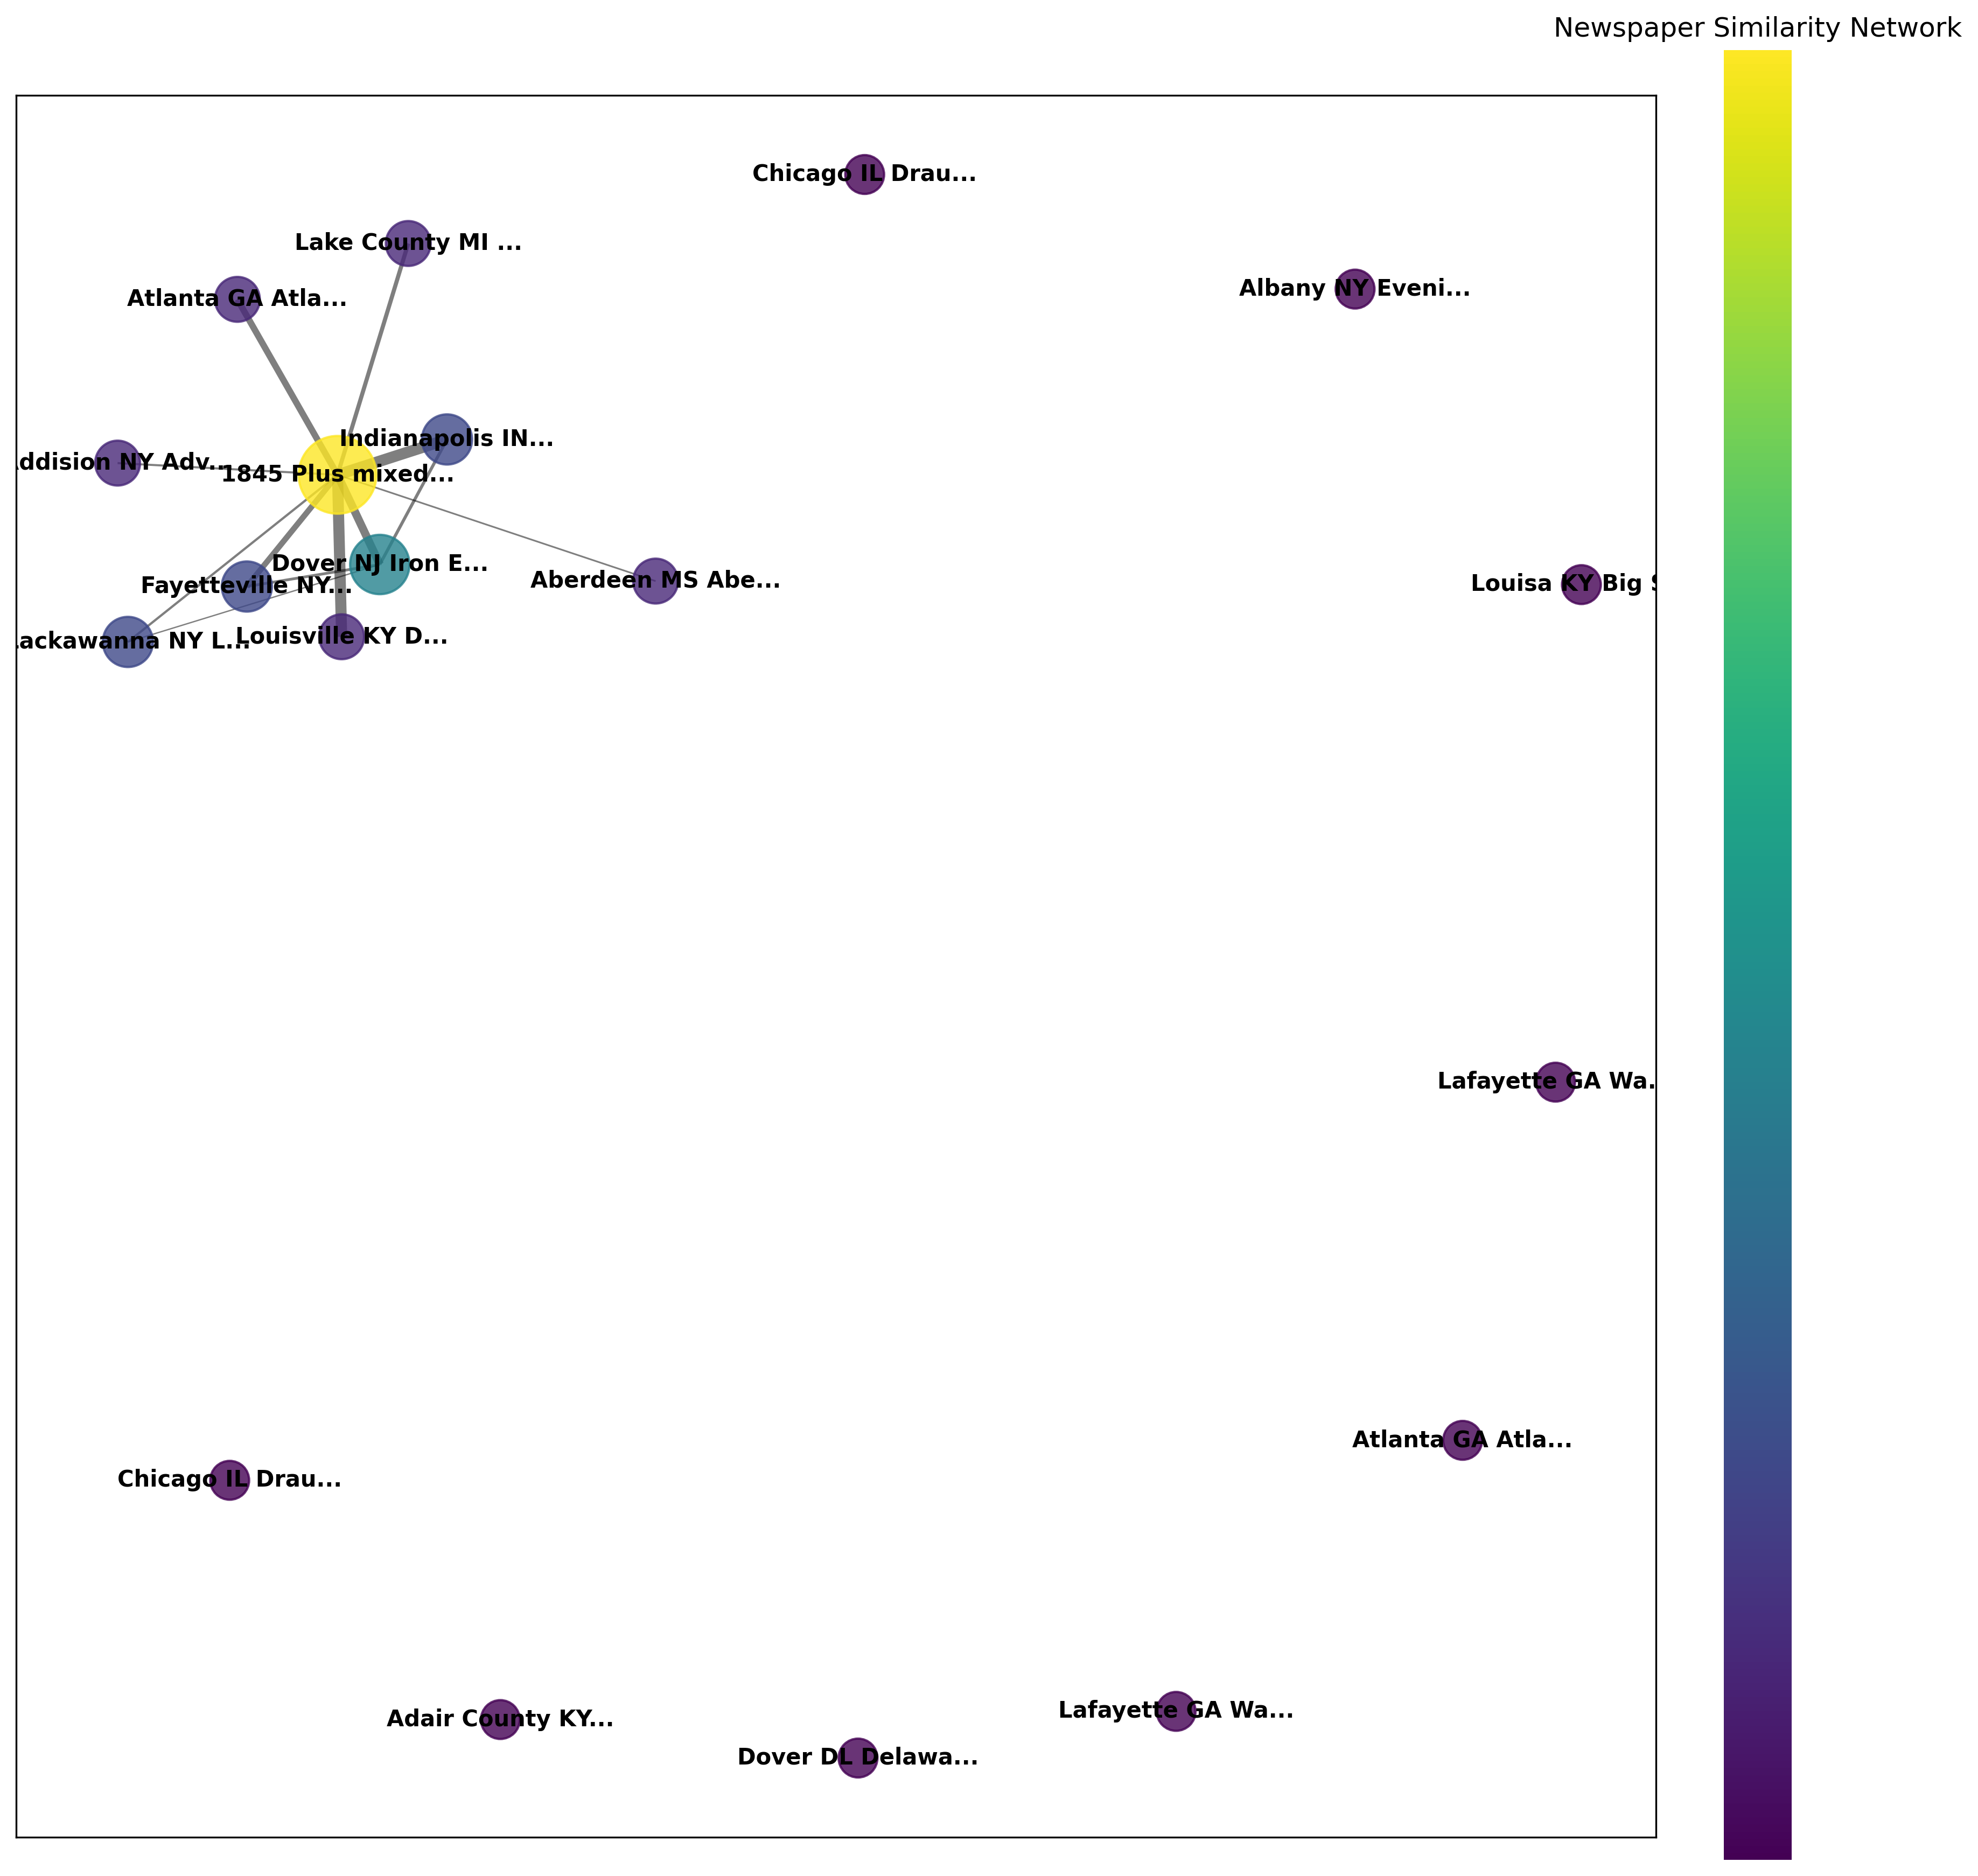 Newspaper Similarity Network
Chicago IL Drau...
Lake County MI ...
Albany NY Eveni...
Atlanta GA Atla...
Indianapolis IN...
ddision NY Adv...
1845 Plus mixed...
Dover NJ Iron E...
Aberdeen MS Abe...
Fayetteville NY...
Louisa KY Big
Louisville KY D...
ackawanna NY L...
Lafayette GA Wa.
Atlanta GA Atla...
Chicago IL Drau...
Lafayette GA Wa...
Adair County KY...
Dover DL Delawa...